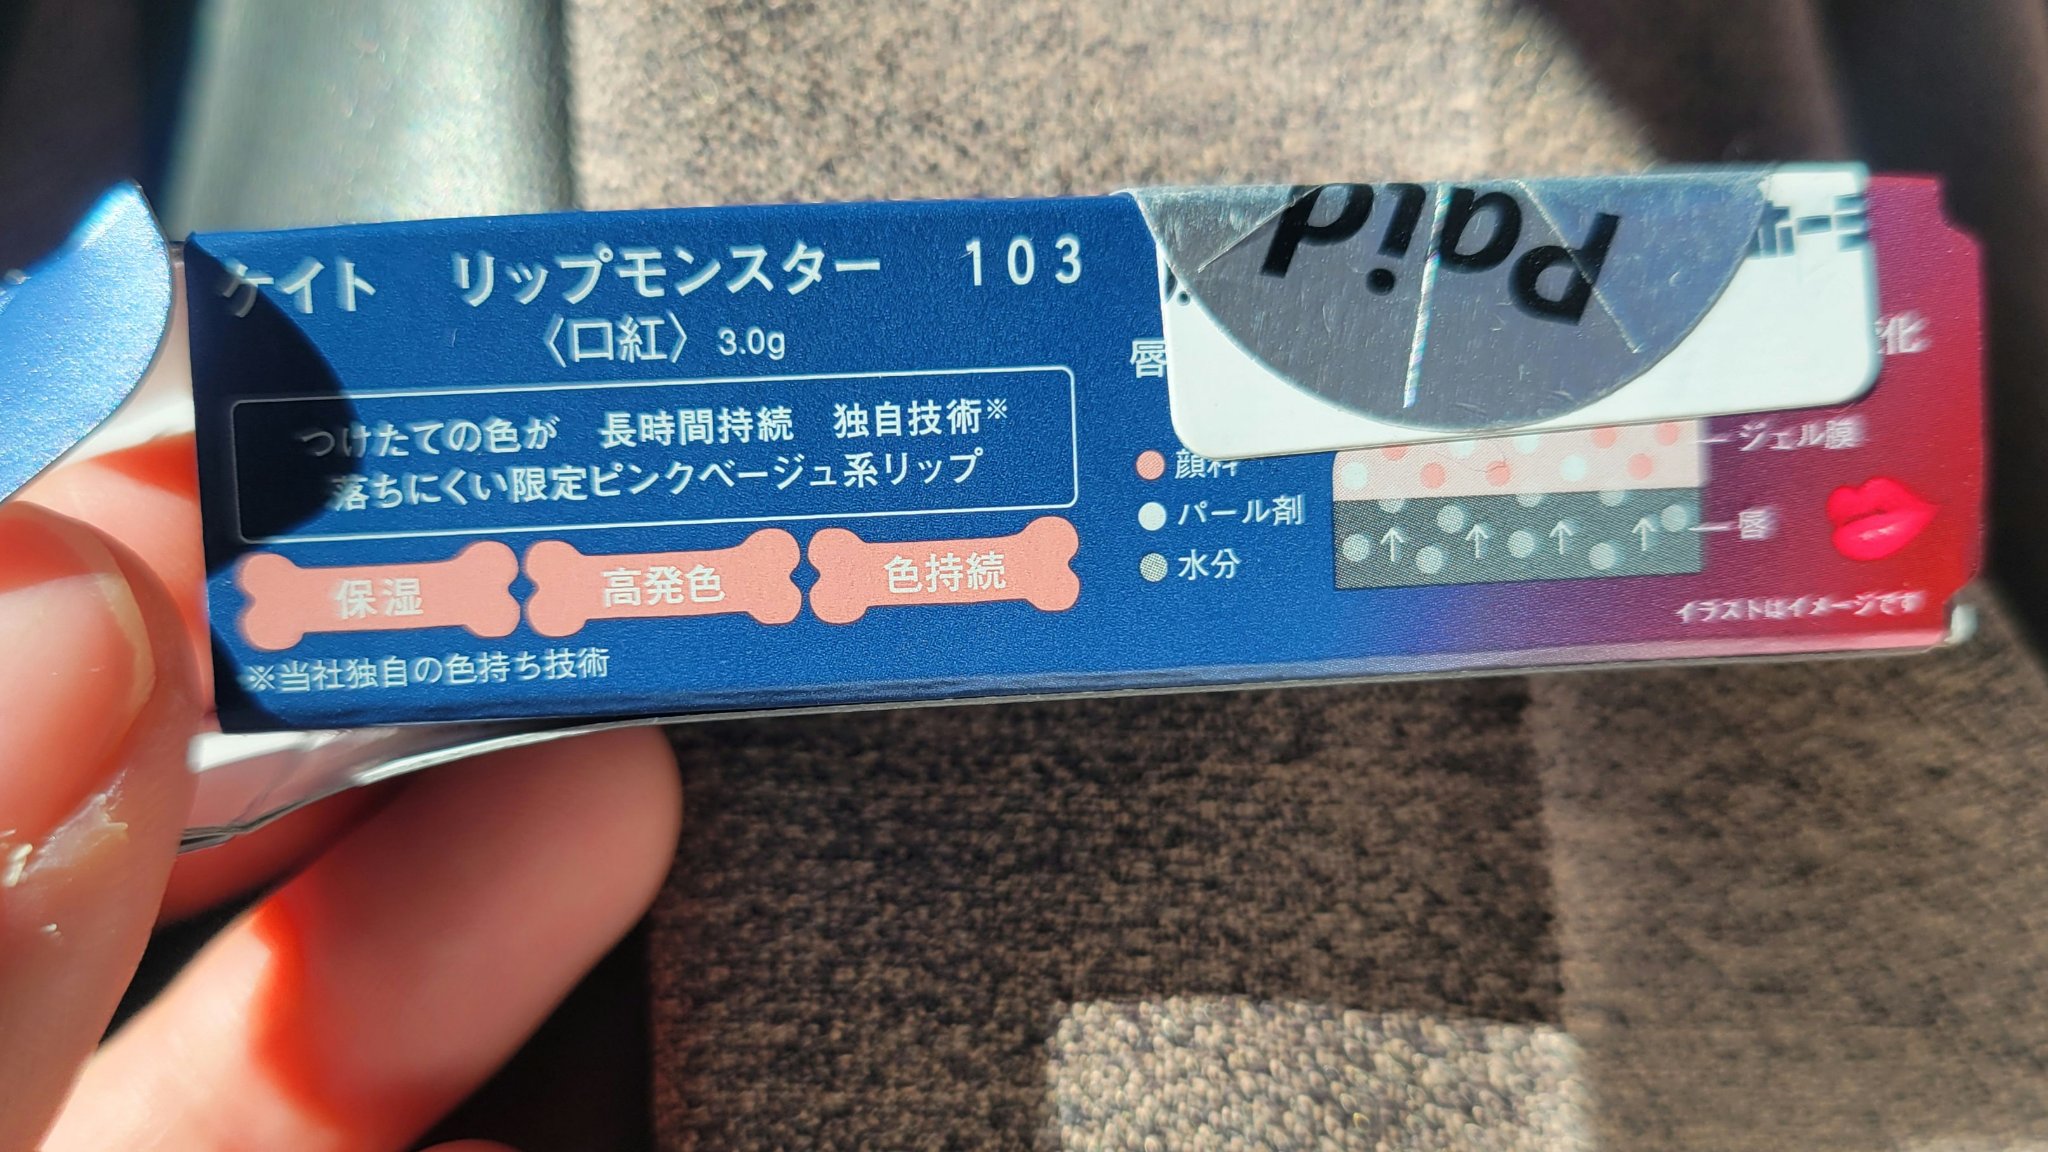 ケイト リップモンスター 103
〈口紅〉3.0g
つけたての色が 長時間持続 独自技術※
落ちにくい限定ピンクベージュ系リップ
保湿
高発色
色持続
※当社独自の色持ち技術
Paid
唇
化
顔料
パール剤
水分
ジェル膜
唇
イラストはイメージです